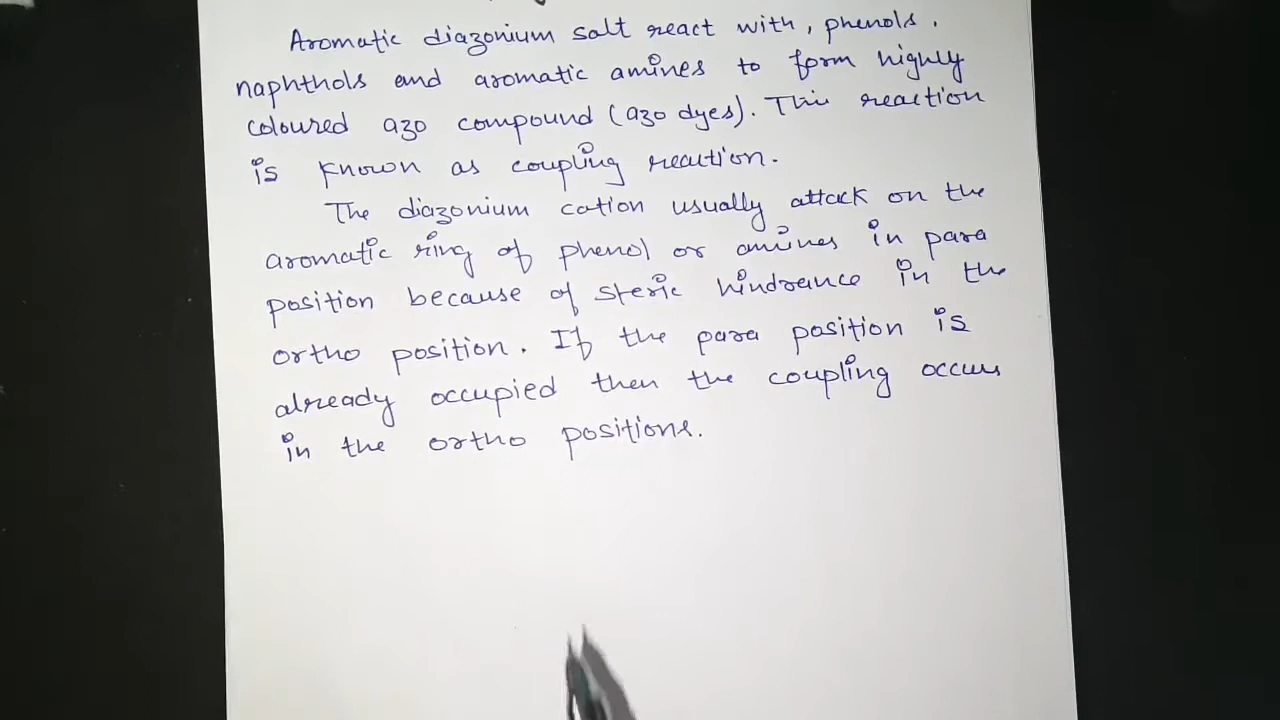 Aromatic diazonium salt react with, phenols,
naphthols and aromatic amines to form highly
coloured azo compound (azo dyes). This reaction
is known as coupling reaction.
The diazonium cation usually attack on the
aromatic ring of phenol or amines in para
position because of steric hindrance in the
ortho position. If the para position is
already occupied then the coupling occurs
in the ortho positions.